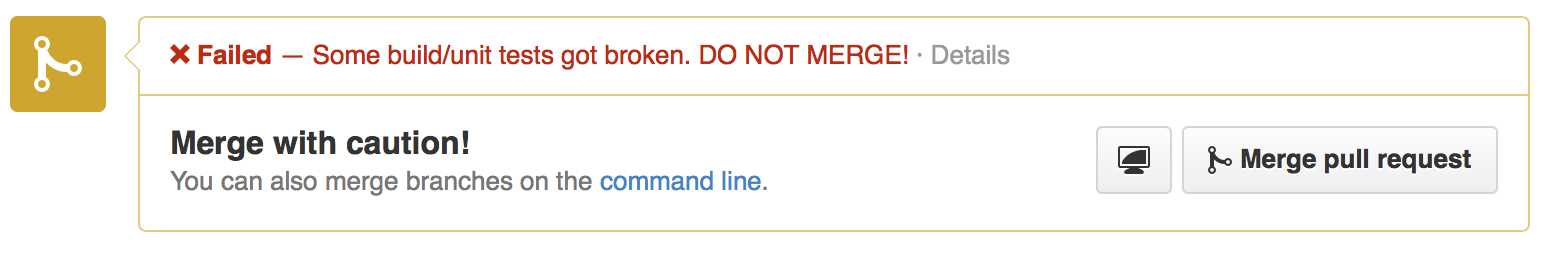 ✖ Failed — Some build/unit tests got broken. DO NOT MERGE! · Details
Merge with caution!
Merge pull request
You can also merge branches on the command line.